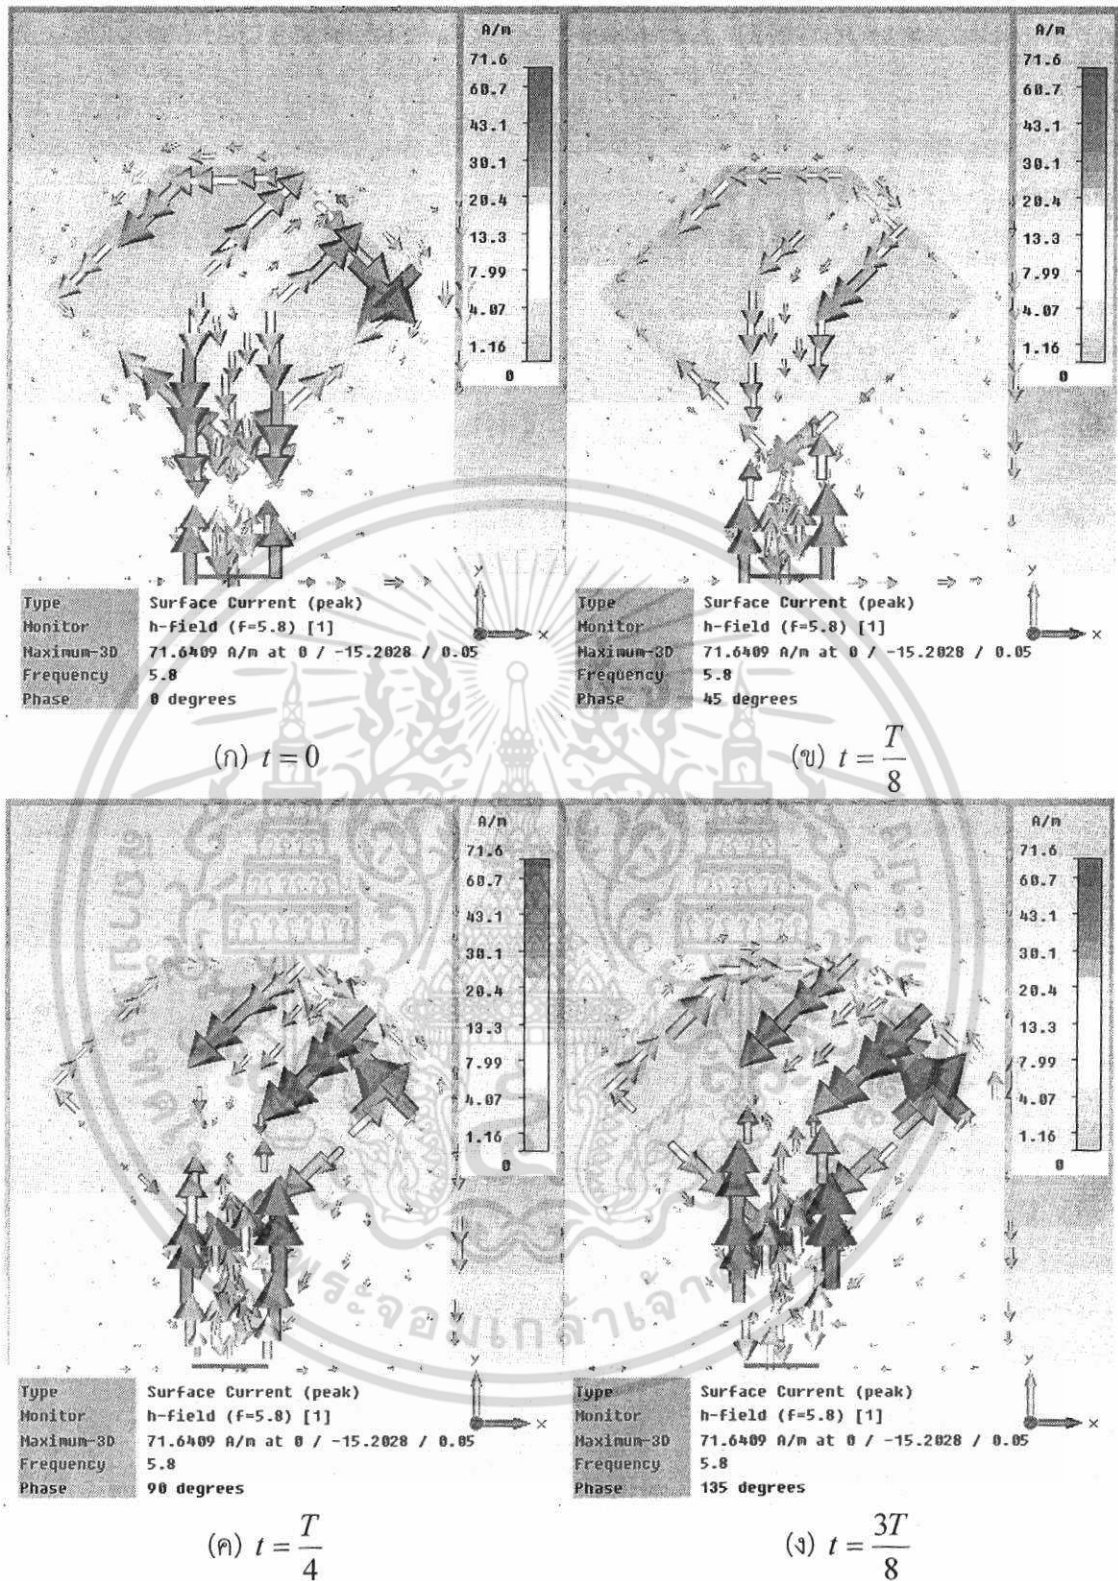 A/m
71.6
60.7
43.1
30.1
20.4
13.3
7.99
4.07
1.16
0
y
x
Type Surface Current (peak)
Monitor h-field (f=5.8) [1]
Maximum-3D 71.6409 A/m at 0 / -15.2028 / 0.05
Frequency 5.8
Phase 0 degrees
(ก) t = 0
A/m
71.6
60.7
43.1
30.1
20.4
13.3
7.99
4.07
1.16
0
y
x
Type Surface Current (peak)
Monitor h-field (f=5.8) [1]
Maximum-3D 71.6409 A/m at 0 / -15.2028 / 0.05
Frequency 5.8
Phase 45 degrees
(ข) t = T/8
A/m
71.6
60.7
43.1
30.1
20.4
13.3
7.99
4.07
1.16
0
y
x
Type Surface Current (peak)
Monitor h-field (f=5.8) [1]
Maximum-3D 71.6409 A/m at 0 / -15.2028 / 0.05
Frequency 5.8
Phase 90 degrees
(ค) t = T/4
A/m
71.6
60.7
43.1
30.1
20.4
13.3
7.99
4.07
1.16
0
y
x
Type Surface Current (peak)
Monitor h-field (f=5.8) [1]
Maximum-3D 71.6409 A/m at 0 / -15.2028 / 0.05
Frequency 5.8
Phase 135 degrees
(ง) t = 3T/8